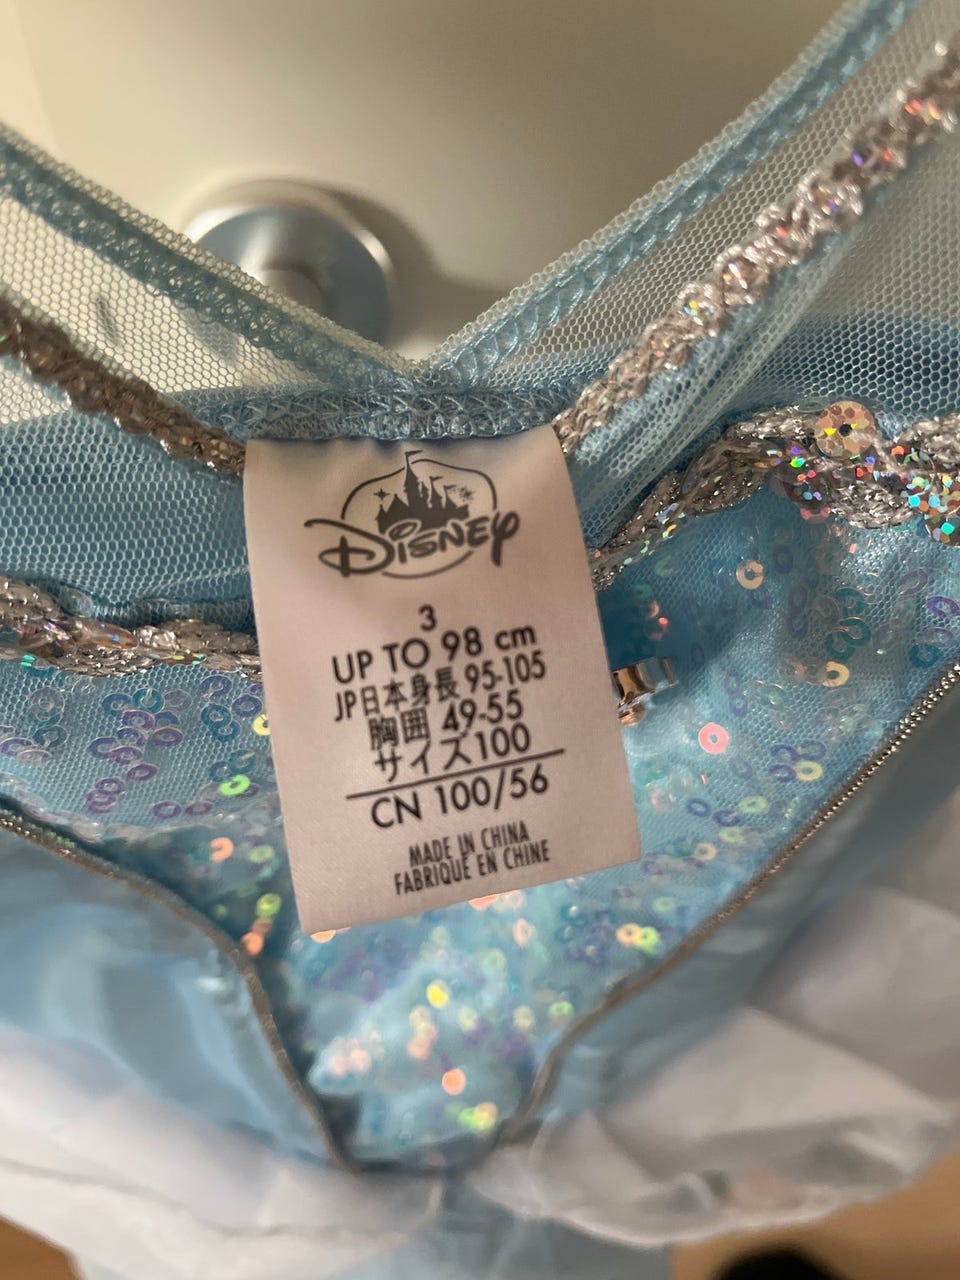 Disney
3
UP TO 98 cm
JP日本身長 95-105
胸囲 49-55
サイズ100
CN 100/56
MADE IN CHINA
FABRIQUÉ EN CHINE